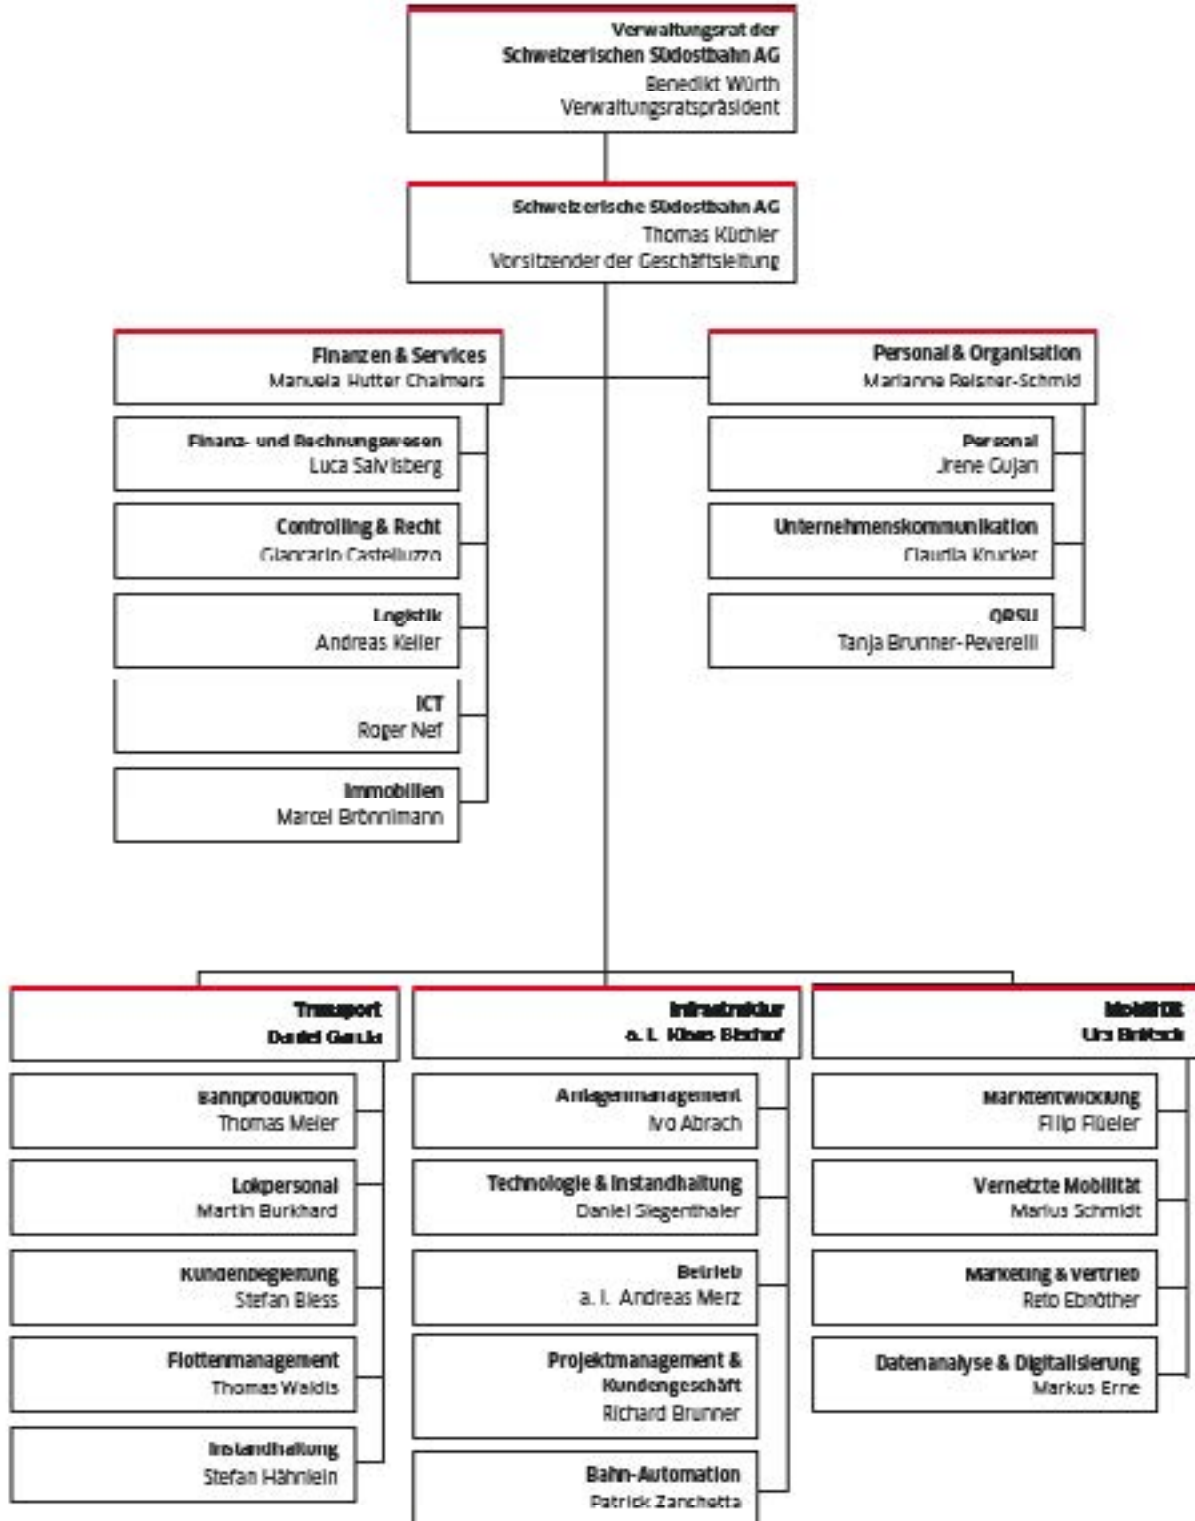 Verwaltungsrat der
Schweizerischen Südostbahn AG
Benedikt Würth
Verwaltungsratspräsident
Schweizerische Südostbahn AG
Thomas Küchler
Vorsitzender der Geschäftsleitung
Finanzen & Services
Manuela Hutter Chalmers
Finanz- und Rechnungswesen
Luca Salvisberg
Controlling & Recht
Giancarlo Castelluzzo
Logistik
Andreas Keller
ICT
Roger Nef
Immobilien
Marcel Brönnimann
Personal & Organisation
Marianne Reisner-Schmid
Personal
Irene Gujan
Unternehmenskommunikation
Claudia Krucker
QRSU
Tanja Brunner-Peverelli
Transport
Daniel Garcia
Bahnproduktion
Thomas Meier
Lokpersonal
Martin Burkhard
Kundenbegleitung
Stefan Bless
Flottenmanagement
Thomas Waldis
Instandhaltung
Stefan Hähnlein
Infrastruktur
a. i. Klaus Bischof
Anlagenmanagement
Ivo Abrach
Technologie & Instandhaltung
Daniel Siegenthaler
Betrieb
a. i. Andreas Merz
Projektmanagement &
Kundengeschäft
Richard Brunner
Bahn-Automation
Patrick Zanchetta
Mobilität
Urs
Marktentwicklung
Filip Flüeler
Vernetzte Mobilität
Marius Schmidt
Marketing & Vertrieb
Reto Ebnöther
Datenanalyse & Digitalisierung
Markus Erne